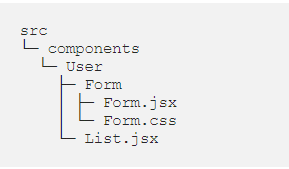 src
└─ components
  └─ User
    ├─ Form
    │ ├─ Form.jsx
    │ └─ Form.css
    └─ List.jsx